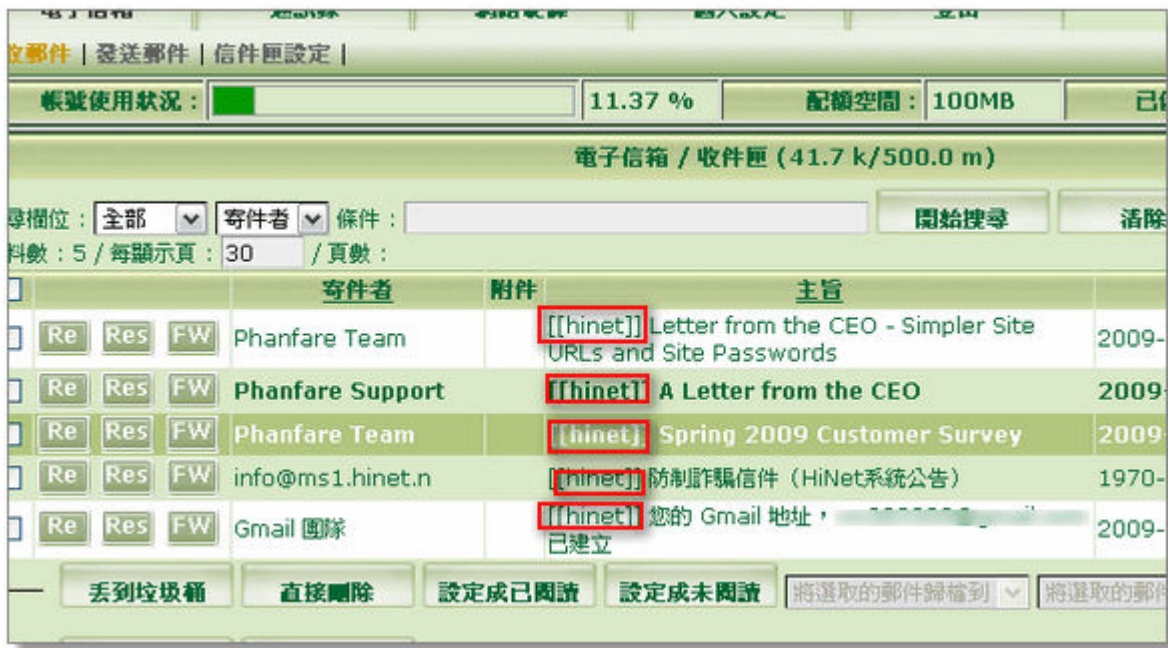 收郵件 | 發送郵件 | 信件匣設定 |
帳號使用狀況： 11.37 % 配額空間： 100MB
電子信箱 / 收件匣 (41.7 k/500.0 m)
尋欄位：全部 寄件者 條件： 開始搜尋 清除
料數：5 / 每顯示頁：30 / 頁數：
寄件者 附件 主旨
Re Res FW Phanfare Team [[hinet]] Letter from the CEO - Simpler Site URLs and Site Passwords 2009-
Re Res FW Phanfare Support [[hinet]] A Letter from the CEO 2009-
Re Res FW Phanfare Team [[hinet]] Spring 2009 Customer Survey 2009
Re Res FW info@ms1.hinet.n [[hinet]] 防制詐騙信件（HiNet系統公告） 1970-
Re Res FW Gmail 團隊 [[hinet]] 您的 Gmail 地址， 已建立 2009-
丟到垃圾桶 直接刪除 設定成已閱讀 設定成未閱讀 將選取的郵件歸檔到 將選取的郵件